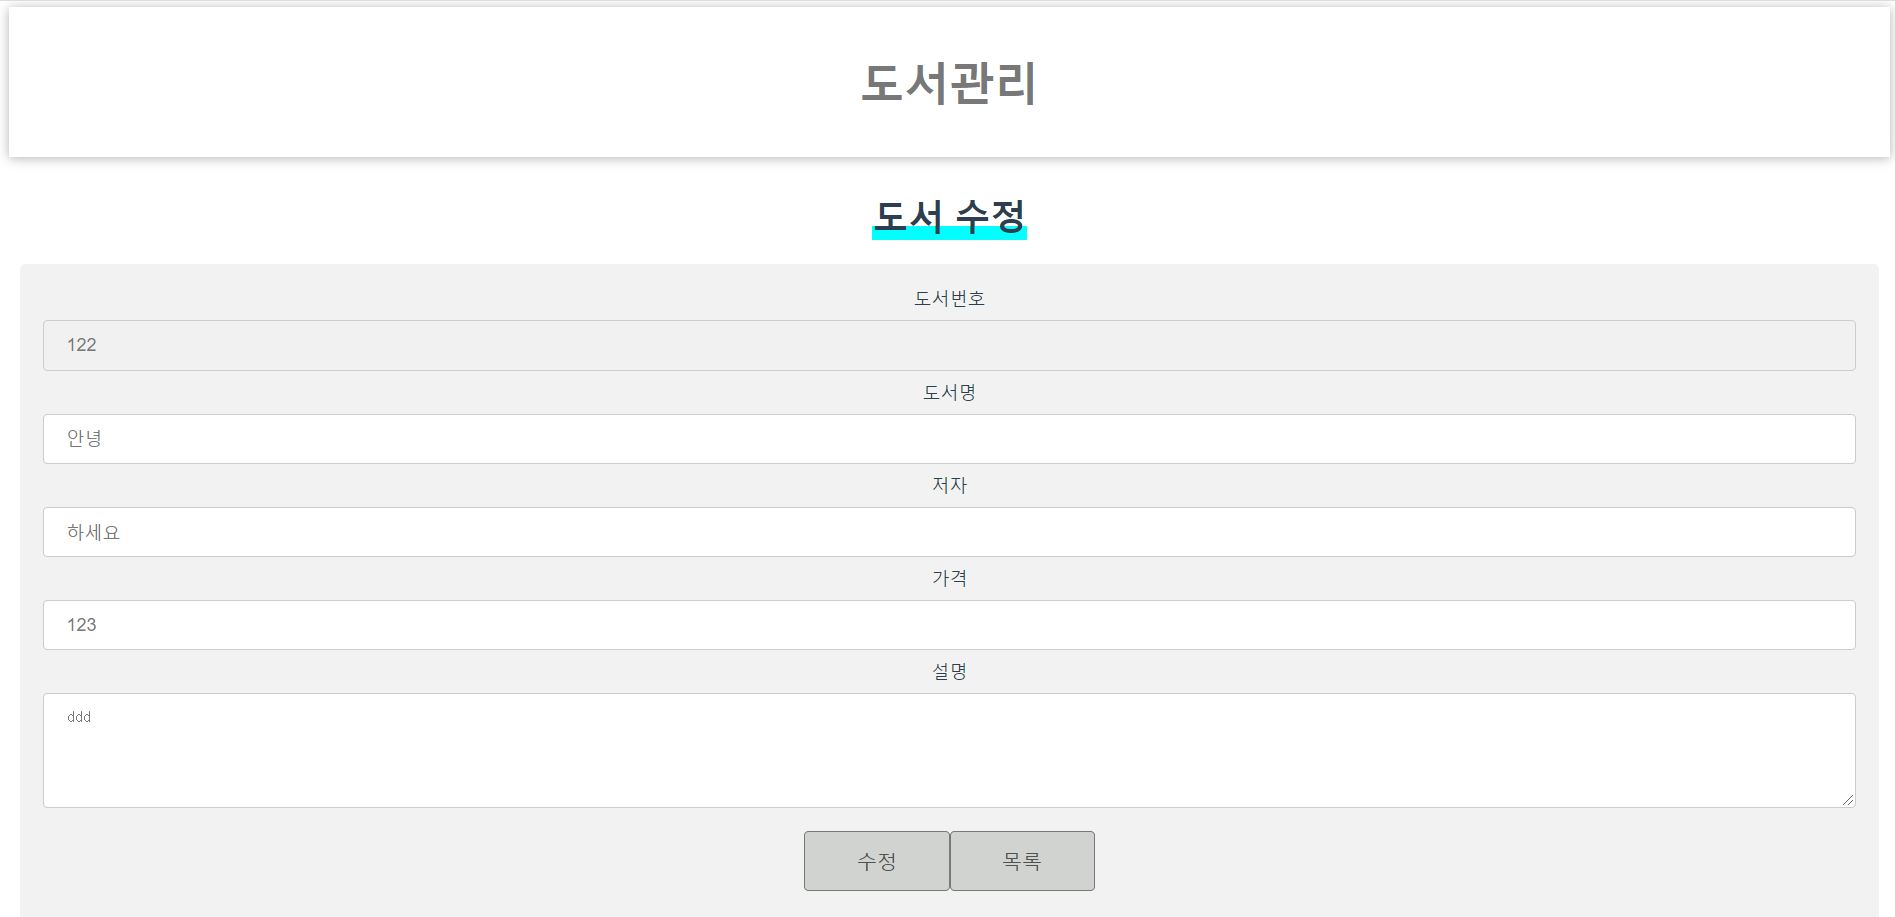 도서관리
도서 수정
도서번호
122
도서명
안녕
저자
하세요
가격
123
설명
ddd
수정 목록